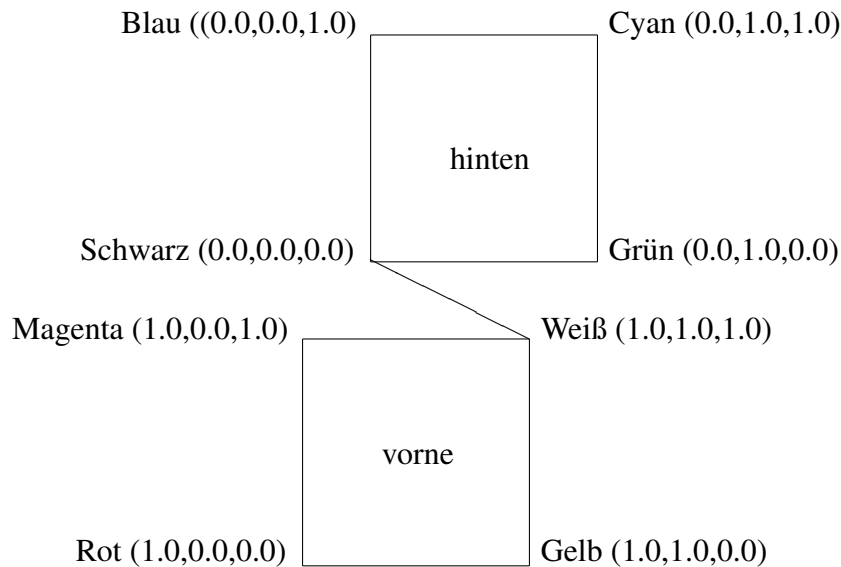 Blau ((0.0,0.0,1.0)
Cyan (0.0,1.0,1.0)
hinten
Schwarz (0.0,0.0,0.0)
Grün (0.0,1.0,0.0)
Magenta (1.0,0.0,1.0)
Weiß (1.0,1.0,1.0)
vorne
Rot (1.0,0.0,0.0)
Gelb (1.0,1.0,0.0)